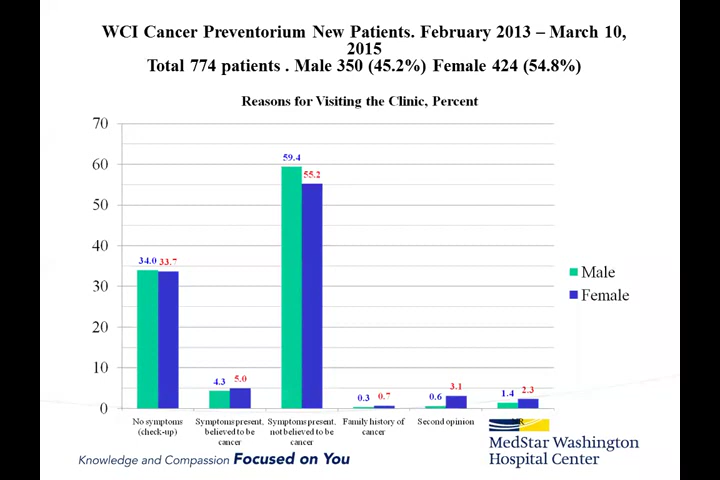 WCI Cancer Preventorium New Patients. February 2013 – March 10,
2015
Total 774 patients . Male 350 (45.2%) Female 424 (54.8%)
Reasons for Visiting the Clinic, Percent
70
60
50
40
30
20
10
0
34.0 33.7
4.3 5.0
59.4
55.2
0.3 0.7
0.6 3.1
1.4 2.3
No symptoms
(check-up)
Symptoms present,
believed to be
cancer
Symptoms present,
not believed to be
cancer
Family history of
cancer
Second opinion
Male
Female
Knowledge and Compassion Focused on You
MedStar Washington
Hospital Center